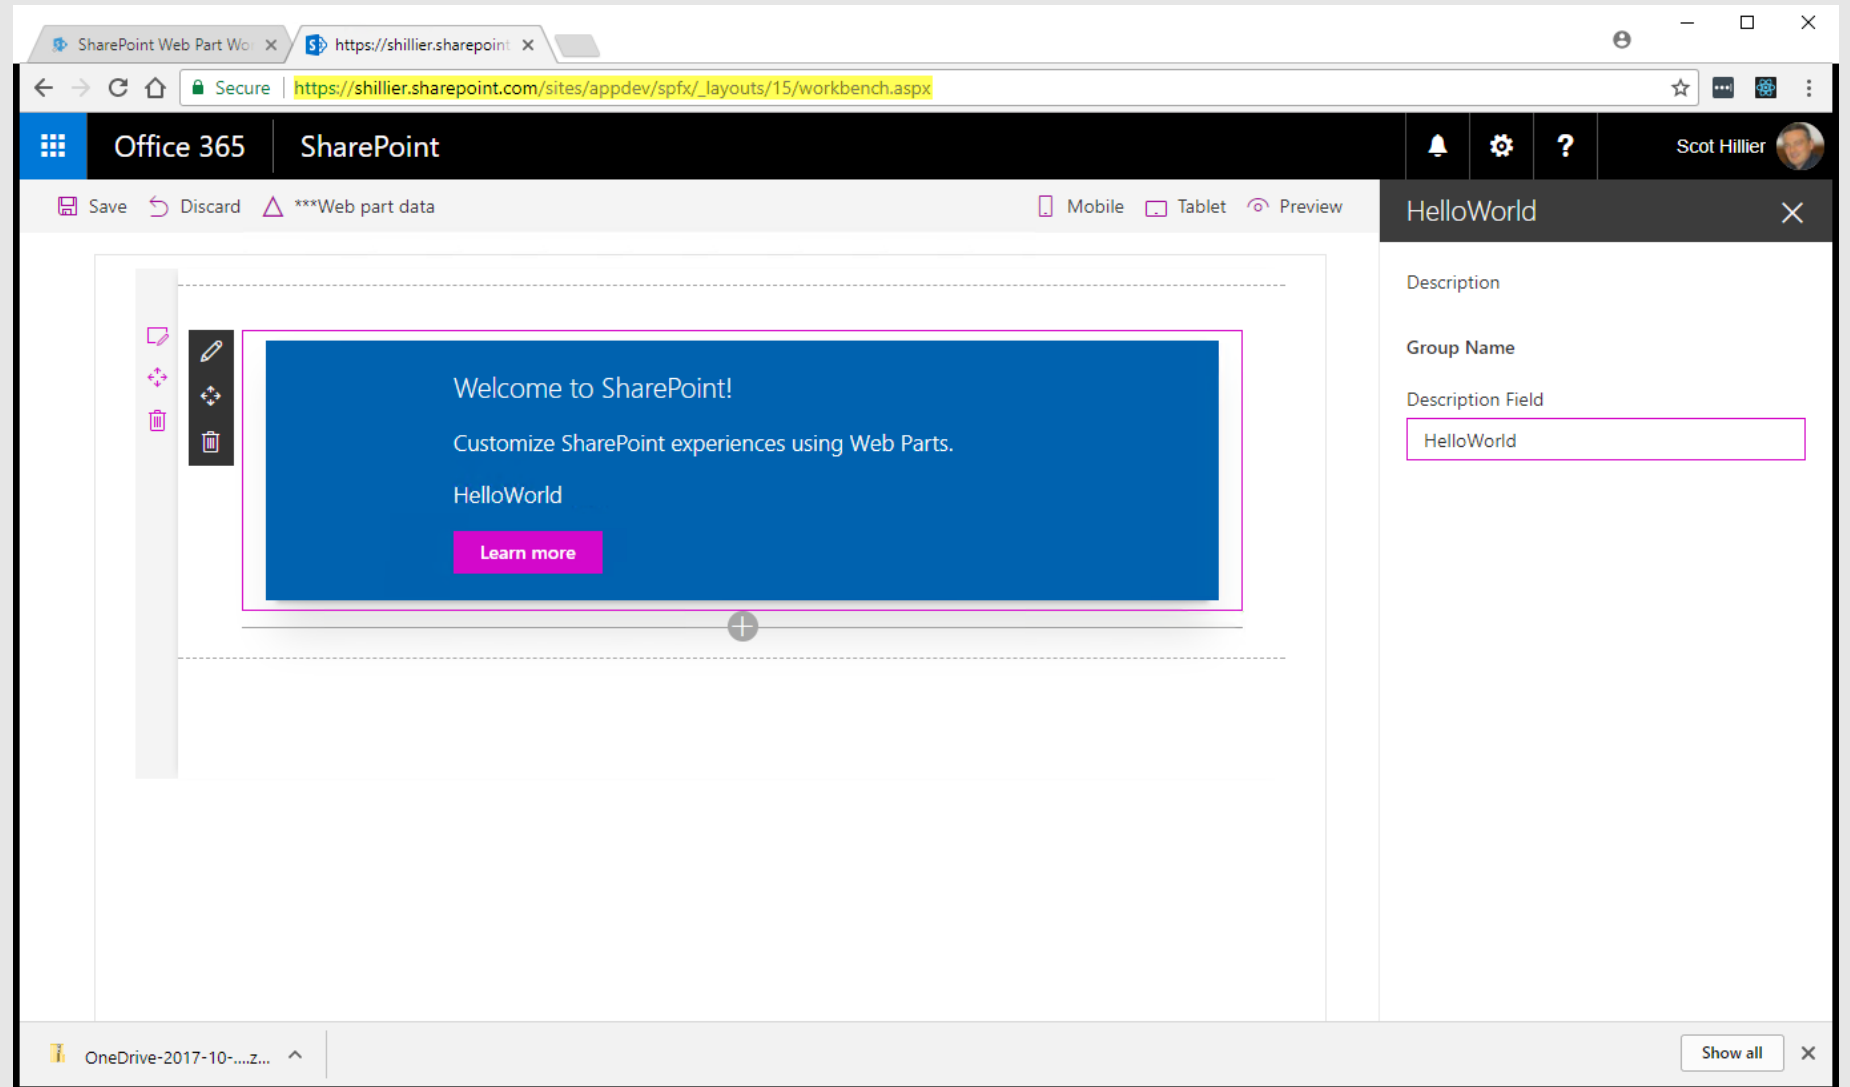 SharePoint Web Part Wor
https://shillier.sharepoint
Secure
https://shillier.sharepoint.com/sites/appdev/spfx/_layouts/15/workbench.aspx
Office 365
SharePoint
?
Scot Hillier
Save
Discard
***Web part data
Mobile
Tablet
Preview
HelloWorld
Description
Group Name
Description Field
HelloWorld
Welcome to SharePoint!
Customize SharePoint experiences using Web Parts.
HelloWorld
Learn more
OneDrive-2017-10-....z...
Show all